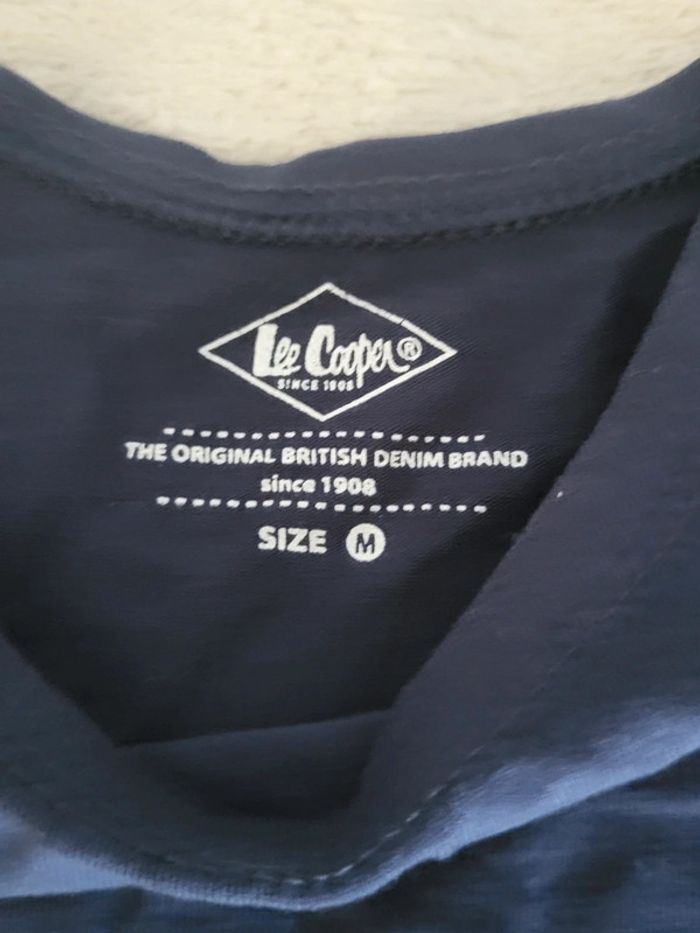 Lee Cooper®
SINCE 1908
THE ORIGINAL BRITISH DENIM BRAND
since 1908
SIZE M